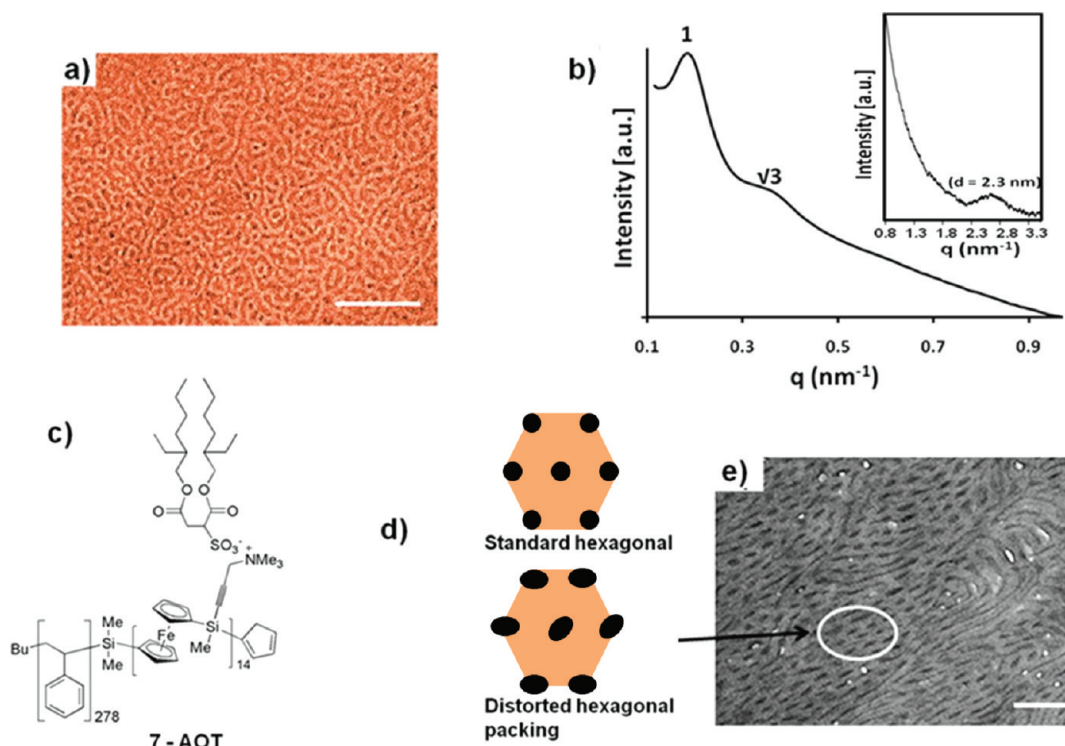 a)
b)
1
√3
Intensity [a.u.]
0.1 0.3 0.5 0.7 0.9
q (nm⁻¹)
Intensity [a.u.]
(d = 2.3 nm)
0.8 1.3 1.8 2.3 2.8 3.3
q (nm⁻¹)
c)
O O
O O
SO₃⁻ +
NMe₃
Me
Bu Si Fe Si
Me Me
14
278
7 - AOT
d)
Standard hexagonal
Distorted hexagonal
packing
e)